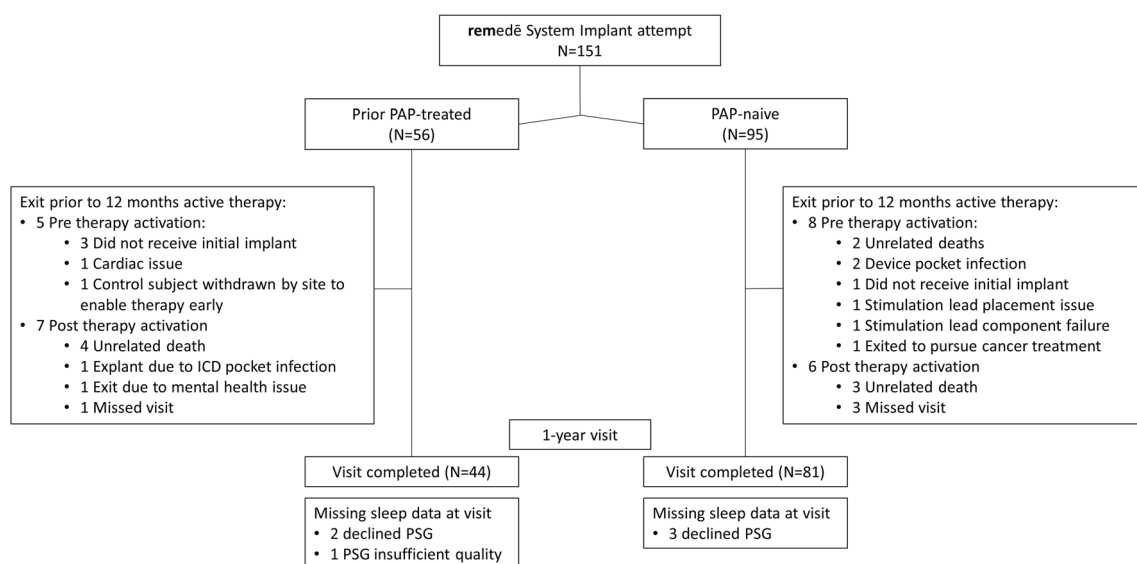 remedē System Implant attempt
N=151
Prior PAP-treated
(N=56)
PAP-naive
(N=95)
Exit prior to 12 months active therapy:
• 5 Pre therapy activation:
• 3 Did not receive initial implant
• 1 Cardiac issue
• 1 Control subject withdrawn by site to
enable therapy early
• 7 Post therapy activation
• 4 Unrelated death
• 1 Explant due to ICD pocket infection
• 1 Exit due to mental health issue
• 1 Missed visit
Exit prior to 12 months active therapy:
• 8 Pre therapy activation:
• 2 Unrelated deaths
• 2 Device pocket infection
• 1 Did not receive initial implant
• 1 Stimulation lead placement issue
• 1 Stimulation lead component failure
• 1 Exited to pursue cancer treatment
• 6 Post therapy activation
• 3 Unrelated death
• 3 Missed visit
1-year visit
Visit completed (N=44)
Visit completed (N=81)
Missing sleep data at visit
• 2 declined PSG
• 1 PSG insufficient quality
Missing sleep data at visit
• 3 declined PSG